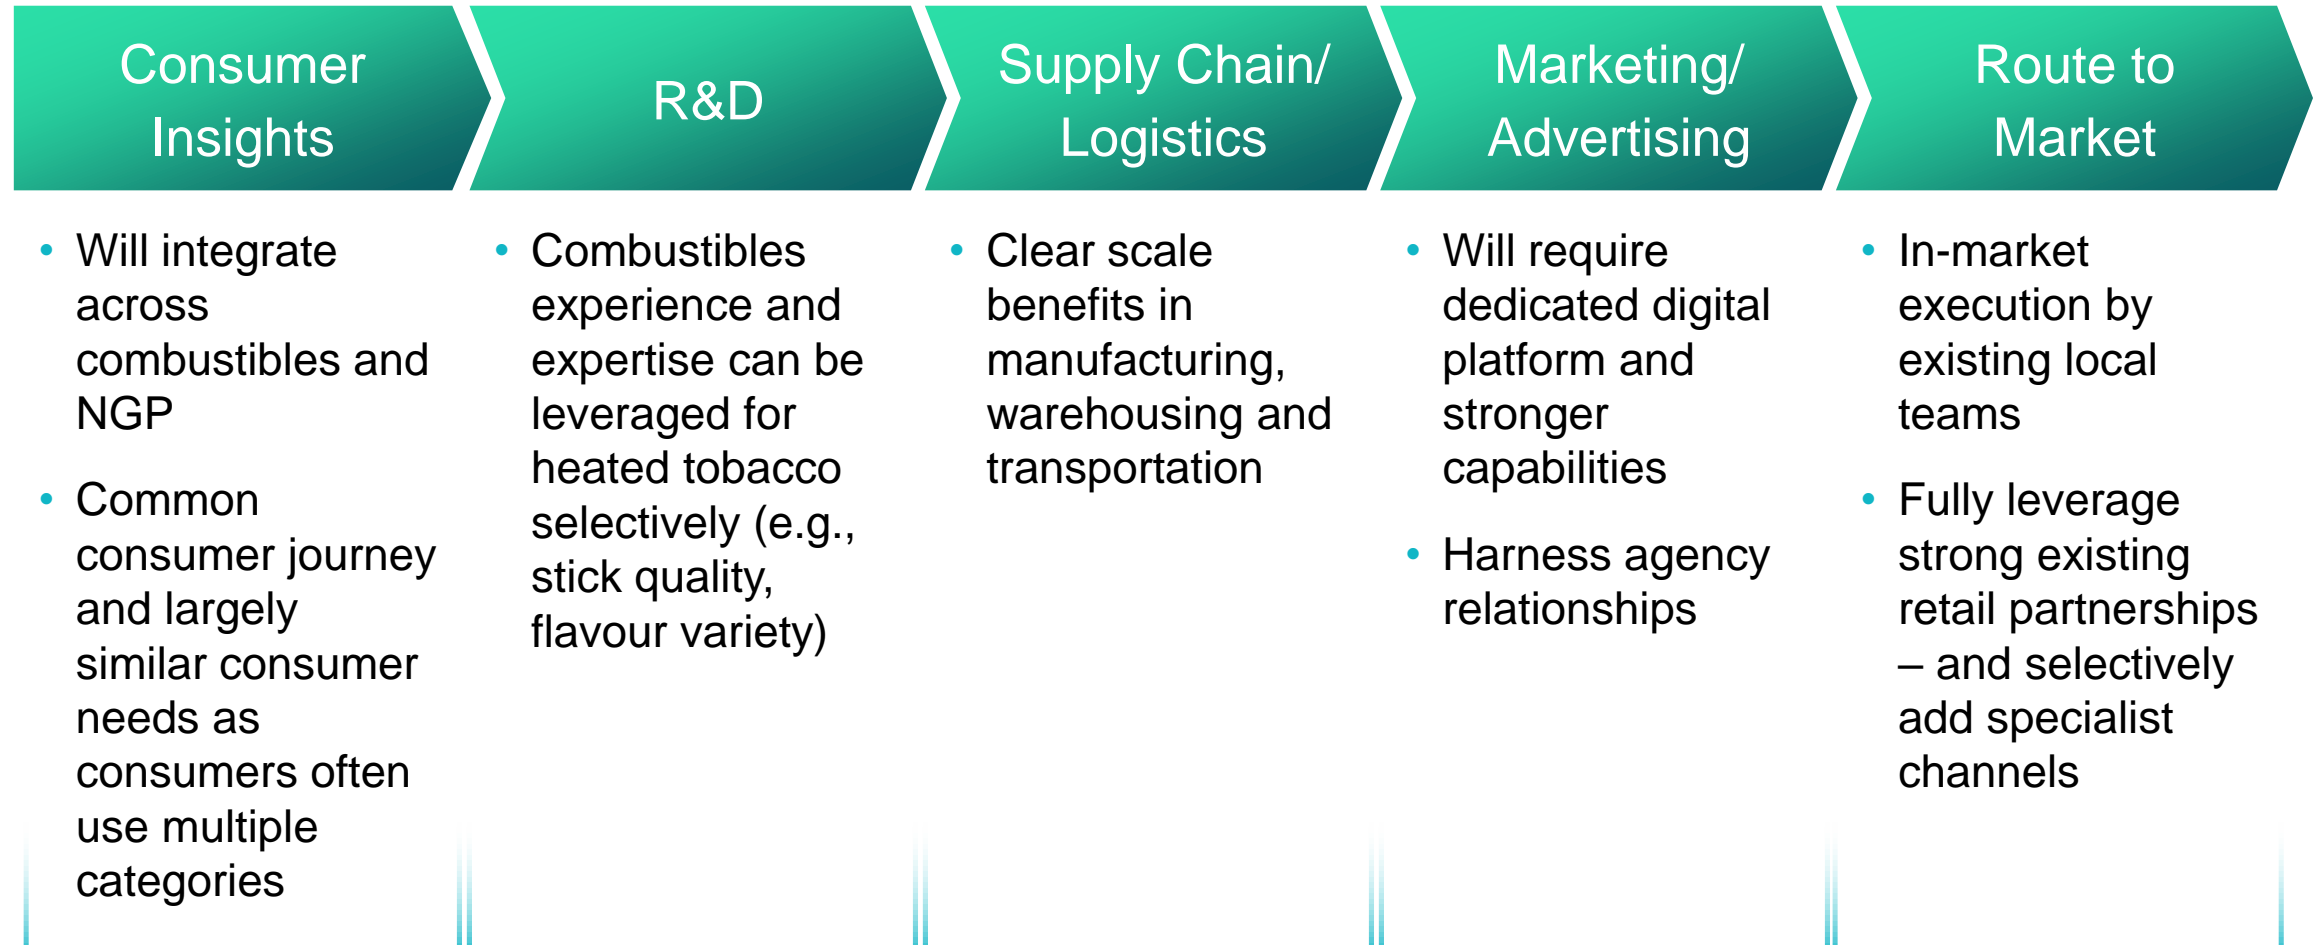 Consumer
Insights
R&D
Supply Chain/
Logistics
Marketing/
Advertising
Route to
Market
• Will integrate
across
combustibles and
NGP
• Common
consumer journey
and largely
similar consumer
needs as
consumers often
use multiple
categories
• Combustibles
experience and
expertise can be
leveraged for
heated tobacco
selectively (e.g.,
stick quality,
flavour variety)
• Clear scale
benefits in
manufacturing,
warehousing and
transportation
• Will require
dedicated digital
platform and
stronger
capabilities
• Harness agency
relationships
• In-market
execution by
existing local
teams
• Fully leverage
strong existing
retail partnerships
– and selectively
add specialist
channels